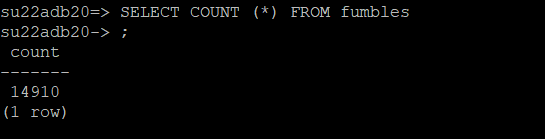 su22adb20=> SELECT COUNT (*) FROM fumbles
su22adb20-> ;
 count
-------
 14910
(1 row)